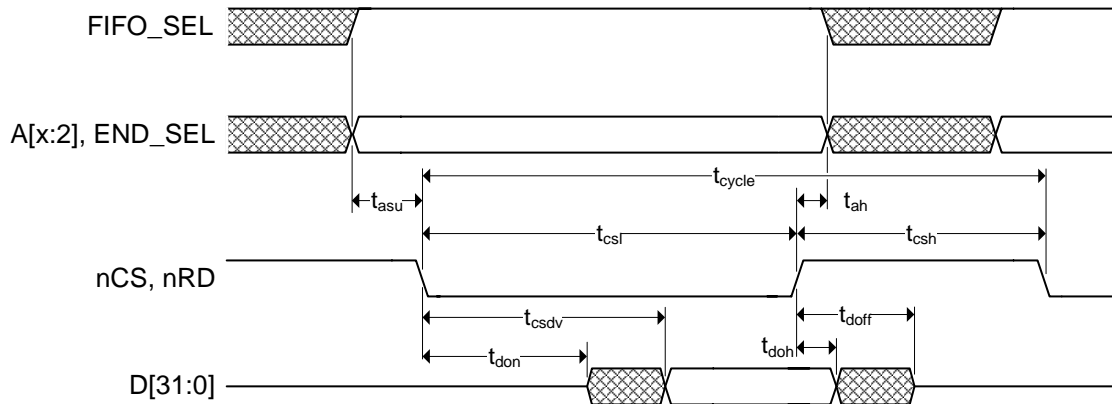 FIFO_SEL
A[x:2], END_SEL
tcycle
tasu
tah
tcsl
tcsh
nCS, nRD
tcsdv
tdoff
tdon
tdoh
D[31:0]